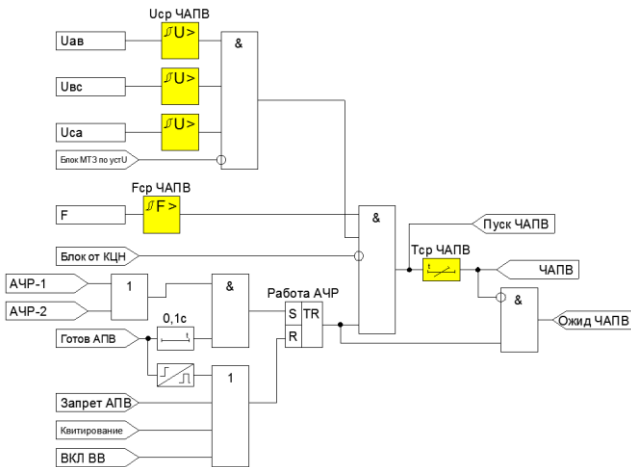 Uср ЧАПВ
Uав
U>
&
Uвс
U>
Uса
U>
Блок МТЗ по устU
Fср ЧАПВ
F
F>
&
Пуск ЧАПВ
Блок от КЦН
Тср ЧАПВ
t
ЧАПВ
АЧР-1
1
&
АЧР-2
Работа АЧР
&
0,1с
S TR
Ожид ЧАПВ
Готов АПВ
t
R
1
Запрет АПВ
Квитирование
ВКЛ ВВ